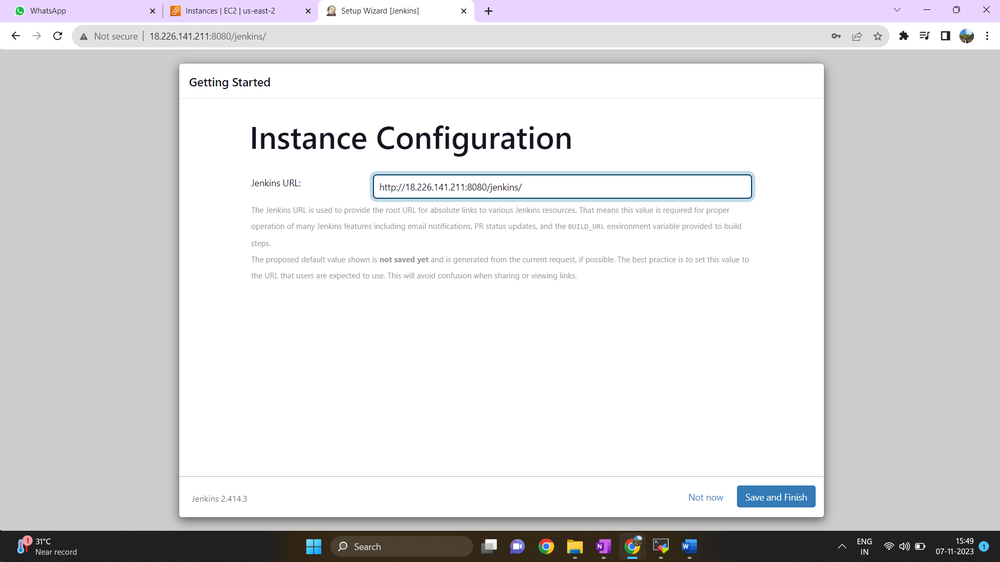 WhatsApp
Instances | EC2 | us-east-2
Setup Wizard [Jenkins]
Not secure
18.226.141.211:8080/jenkins/
Getting Started
Instance Configuration
Jenkins URL:
http://18.226.141.211:8080/jenkins/
The Jenkins URL is used to provide the root URL for absolute links to various Jenkins resources. That means this value is required for proper
operation of many Jenkins features including email notifications, PR status updates, and the BUILD_URL environment variable provided to build
steps.
The proposed default value shown is not saved yet and is generated from the current request, if possible. The best practice is to set this value to
the URL that users are expected to use. This will avoid confusion when sharing or viewing links.
Jenkins 2.414.3
Not now
Save and Finish
1
31°C
Near record
Search
N
W
ENG
IN
15:49
07-11-2023
1